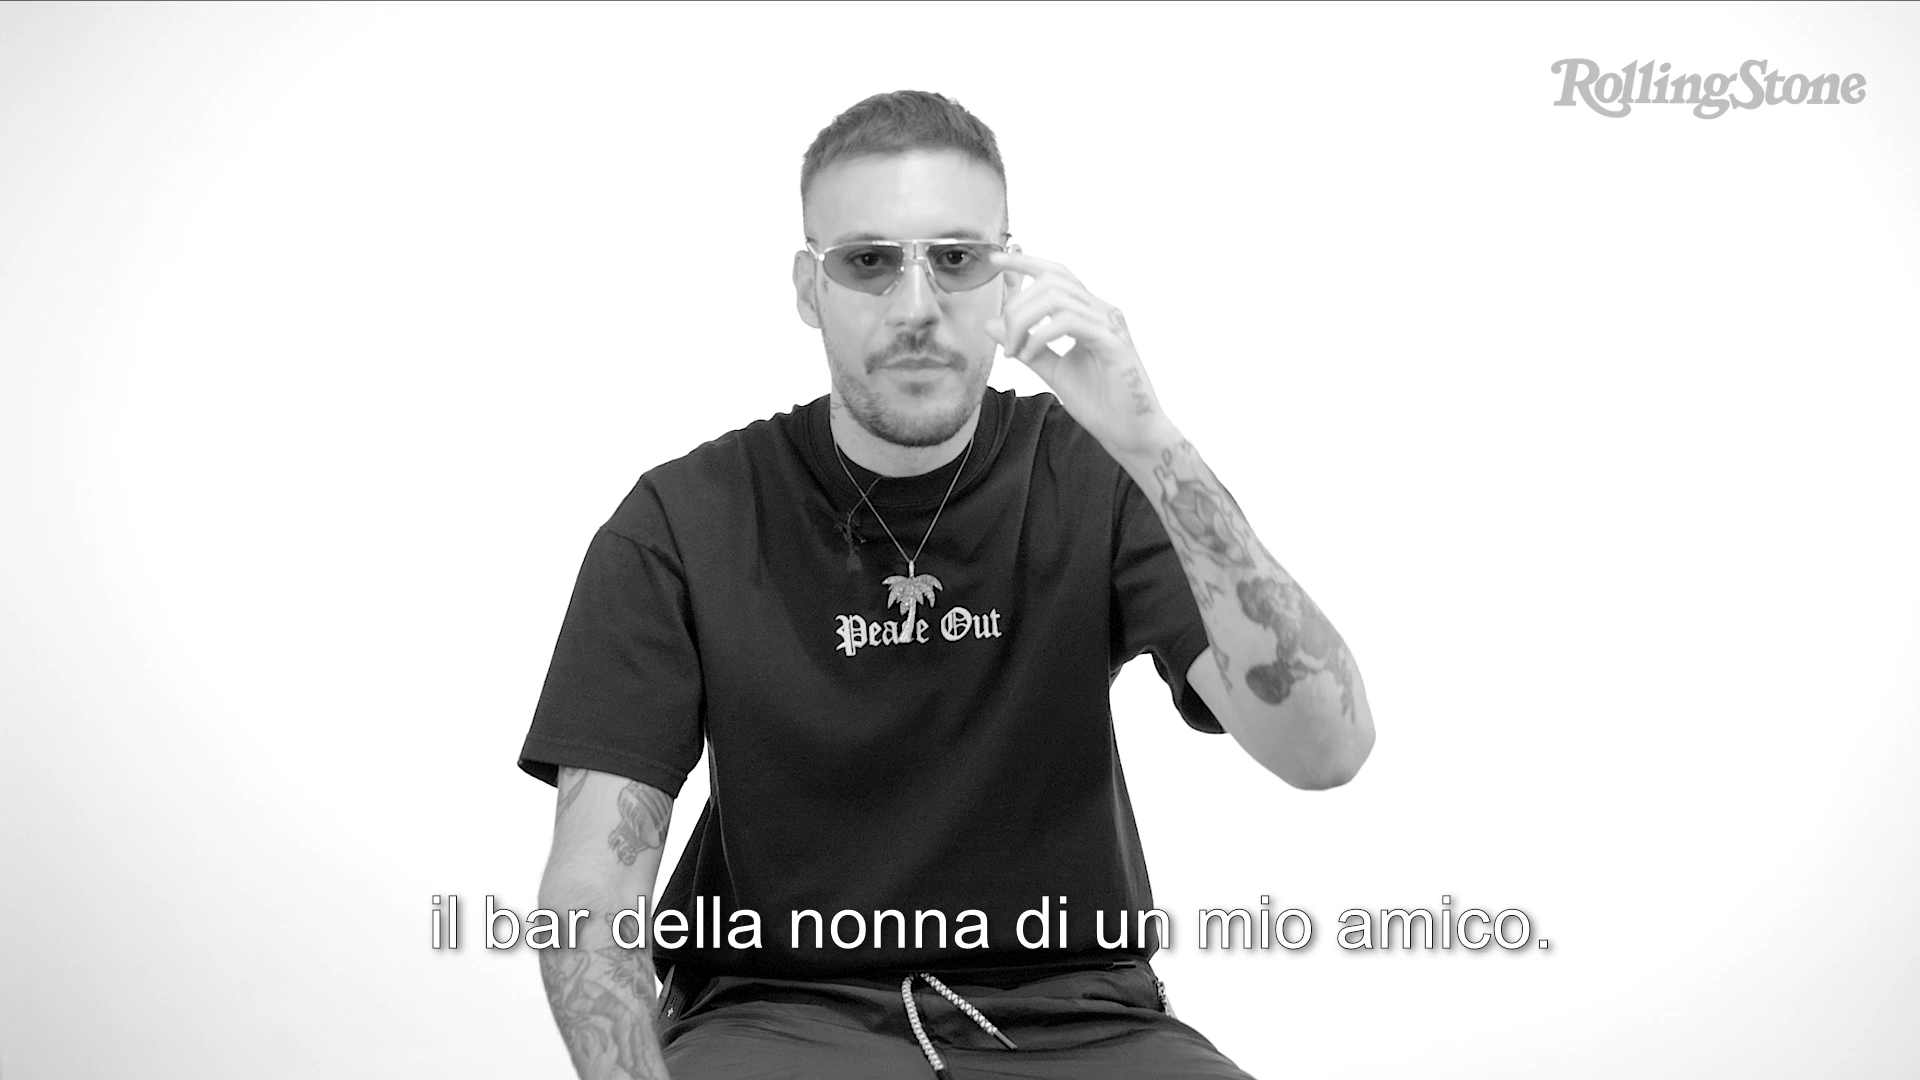 RollingStone
Peace Out
il bar della nonna di un mio amico.